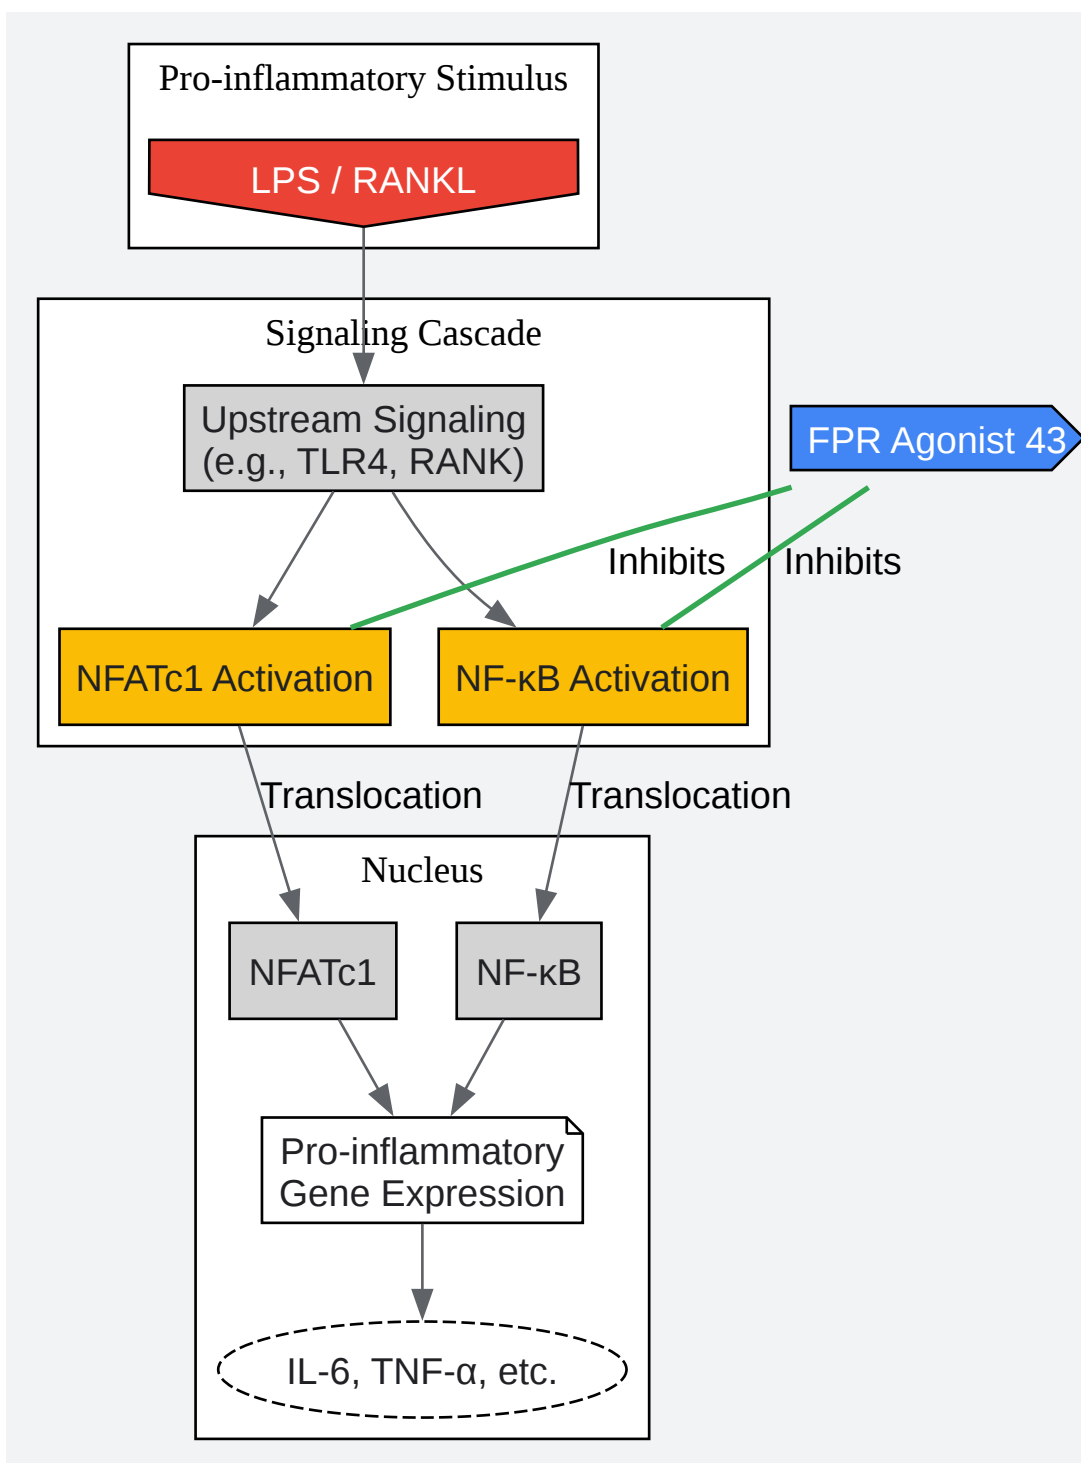 Pro-inflammatory Stimulus
LPS / RANKL
Signaling Cascade
Upstream Signaling
(e.g., TLR4, RANK)
FPR Agonist 43
Inhibits
Inhibits
NFATc1 Activation
NF-κB Activation
Translocation
Translocation
Nucleus
NFATc1
NF-κB
Pro-inflammatory
Gene Expression
IL-6, TNF-α, etc.